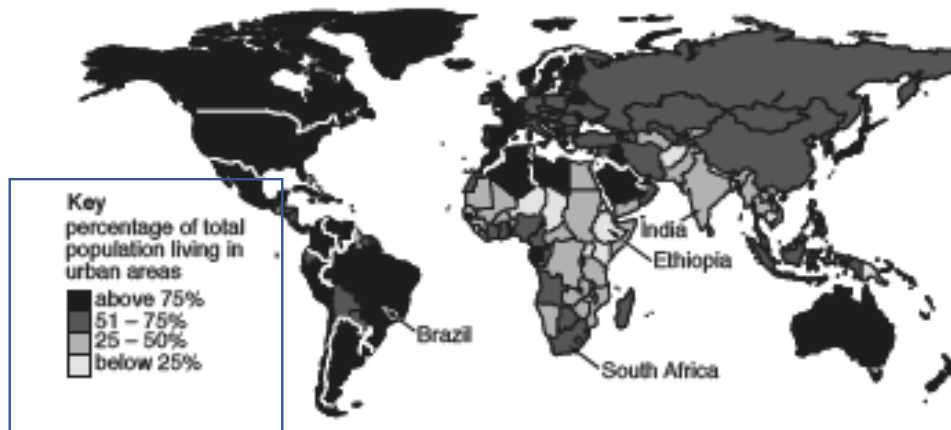 Key
percentage of total
population living in
urban areas
above 75%
51 – 75%
25 – 50%
below 25%
India
Ethiopia
Brazil
South Africa